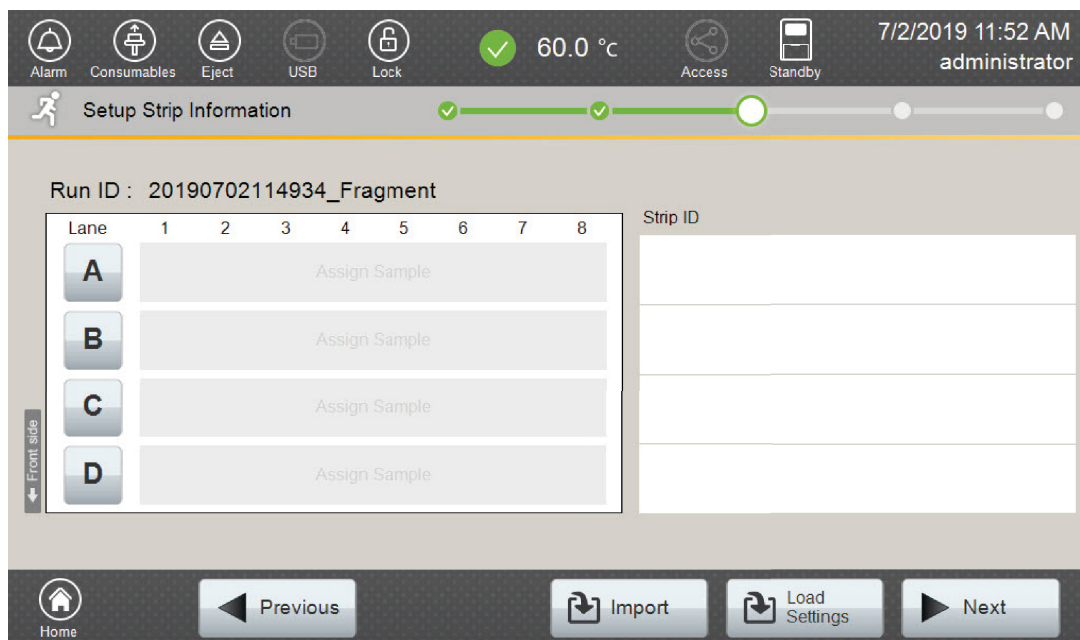 7/2/2019 11:52 AM
60.0 °C
administrator
Alarm Consumables Eject USB Lock Access Standby
Setup Strip Information
Run ID : 20190702114934_Fragment
Strip ID
Lane 1 2 3 4 5 6 7 8
A Assign Sample
B Assign Sample
C Assign Sample
D Assign Sample
Front side
Previous Import Load Settings Next
Home